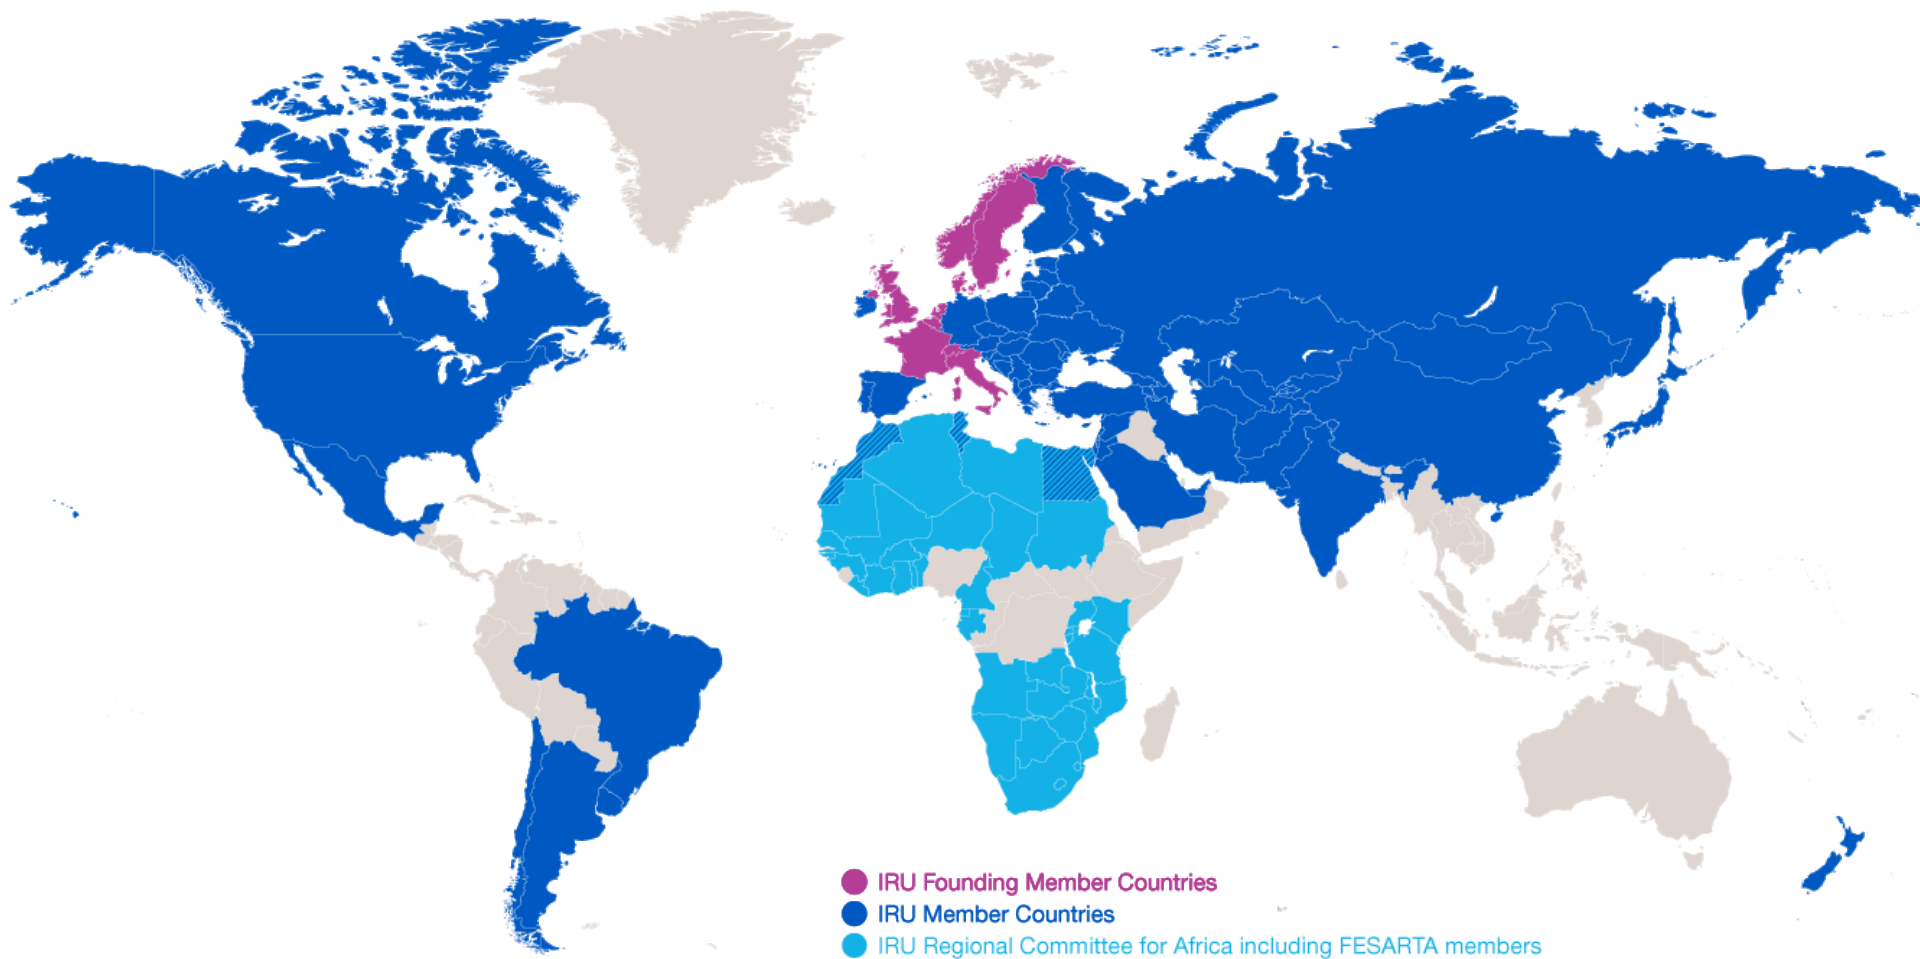 IRU Founding Member Countries
IRU Member Countries
IRU Regional Committee for Africa including FESARTA members